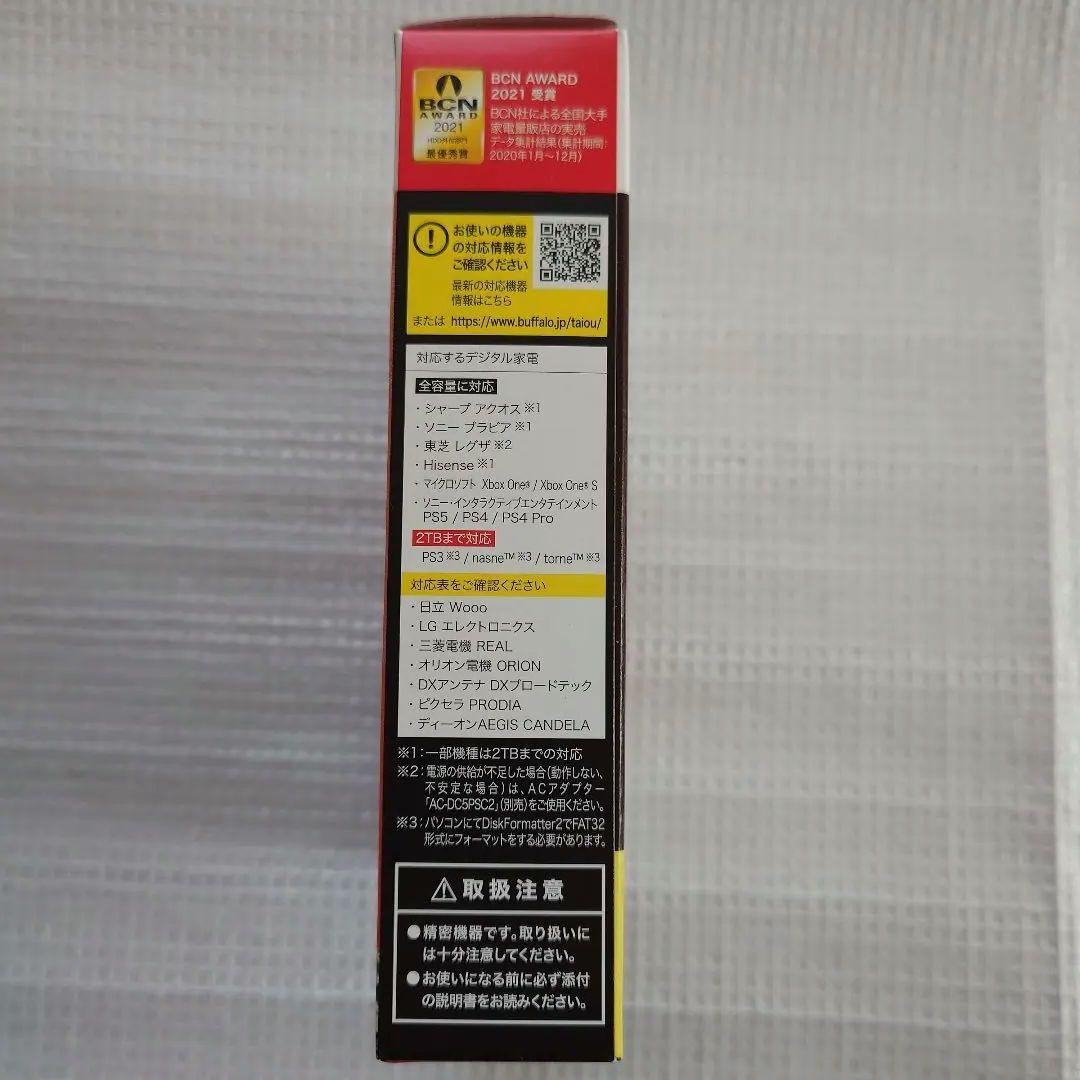 BCN
AWARD
2021
最優秀賞
BCN AWARD
2021 受賞
BCN社による全国大手
家電量販店の実売
データ集計結果(集計期間:
2020年1月〜12月)
!
お使いの機器
の対応情報を
ご確認ください
最新の対応機器
情報はこちら
または https://www.buffalo.jp/taiou/
対応するデジタル家電
全容量に対応
・シャープ アクオス※1
・ソニー ブラビア※1
・東芝 レグザ※2
・Hisense※1
・マイクロソフト Xbox One® / Xbox One® S
・ソニー・インタラクティブエンタテインメント
PS5 / PS4 / PS4 Pro
2TBまで対応
PS3※3 / nasne™※3 / torne™※3
対応表をご確認ください
・日立 Wooo
・LG エレクトロニクス
・三菱電機 REAL
・オリオン電機 ORION
・DXアンテナ DXブロードテック
・ピクセラ PRODIA
・ディーオンAEGIS CANDELA
※1:一部機種は2TBまでの対応
※2:電源の供給が不足した場合(動作しない、
不安定な場合)は、ACアダプター
「AC-DC5PSC2」(別売)をご使用ください。
※3:パソコンにてDiskFormatter2でFAT32
形式にフォーマットをする必要があります。
⚠取扱注意
●精密機器です。取り扱いに
は十分注意してください。
●お使いになる前に必ず添付
の説明書をお読みください。